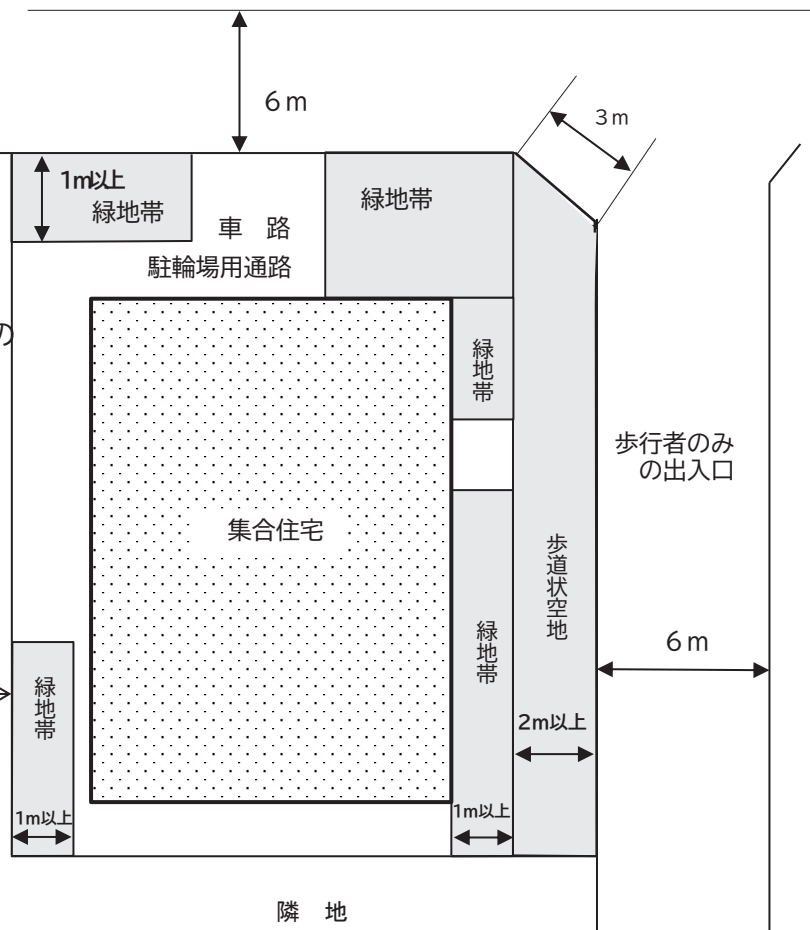 6m
3m
1m以上
緑地帯
緑地帯
車 路
駐輪場用通路
の
緑地帯
歩行者のみ
の出入口
集合住宅
歩道状空地
緑地帯
6m
緑地帯
2m以上
1m以上
1m以上
隣 地